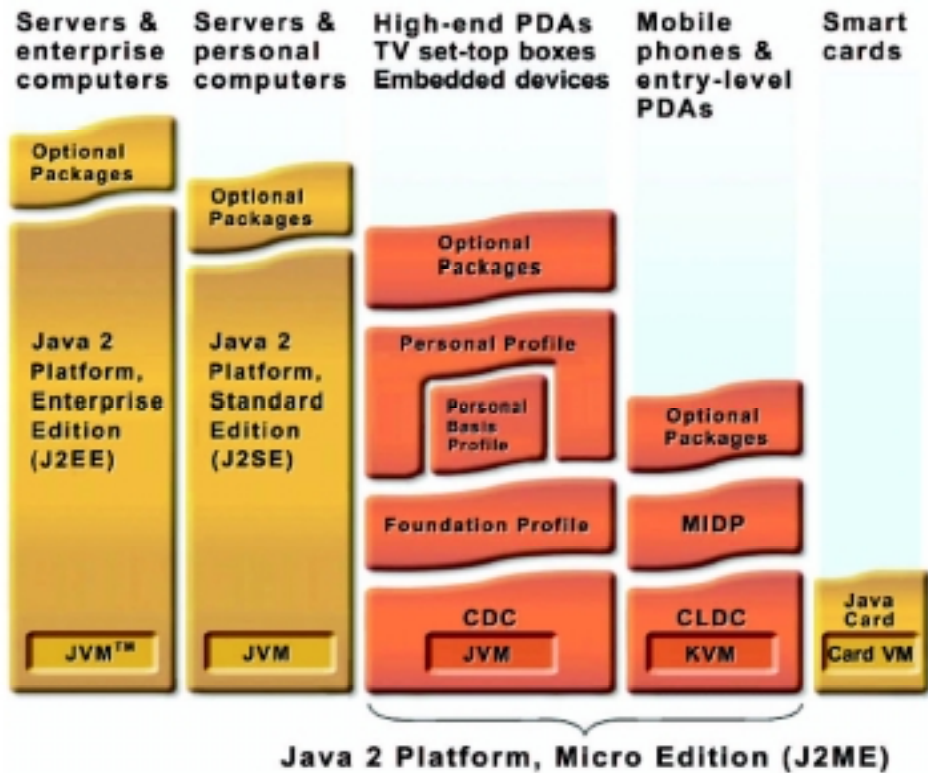 Servers &
enterprise
computers
Servers &
personal
computers
High-end PDAs
TV set-top boxes
Embedded devices
Mobile
phones &
entry-level
PDAs
Smart
cards
Optional
Packages
Java 2
Platform,
Enterprise
Edition
(J2EE)
JVM™
Optional
Packages
Java 2
Platform,
Standard
Edition
(J2SE)
JVM
Optional
Packages
Personal Profile
Personal
Basis
Profile
Foundation Profile
CDC
JVM
Optional
Packages
MIDP
CLDC
KVM
Java
Card
Card VM
Java 2 Platform, Micro Edition (J2ME)